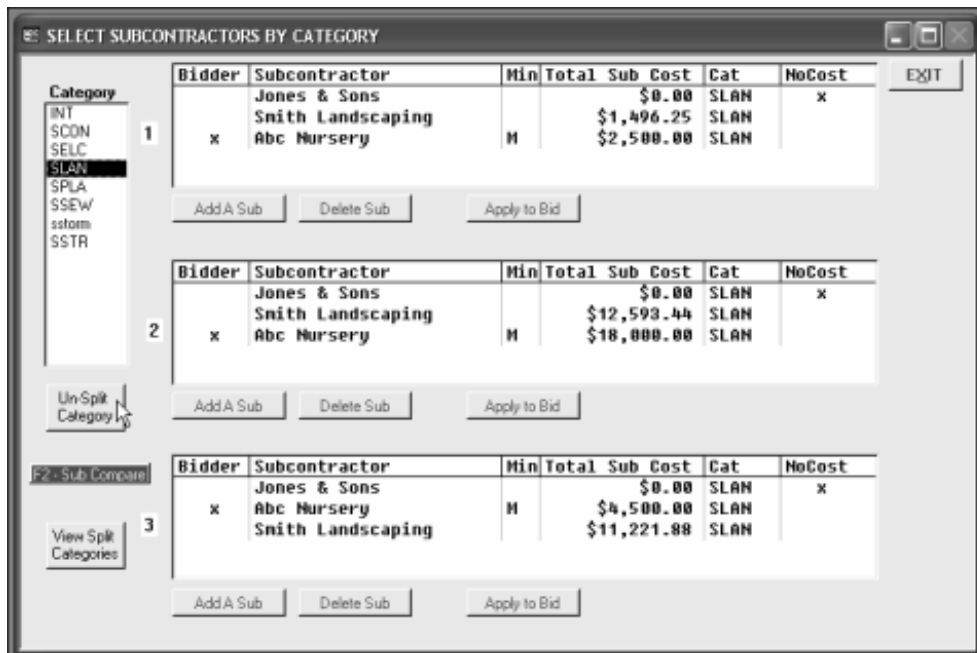 SELECT SUBCONTRACTORS BY CATEGORY
EXIT
Category
INT
SCON
SELC
SLAN
SPLA
SSEW
sstorm
SSTR
1
Bidder Subcontractor Min Total Sub Cost Cat NoCost
Jones & Sons $0.00 SLAN x
Smith Landscaping $1,496.25 SLAN
x Abc Nursery M $2,500.00 SLAN
Add A Sub Delete Sub Apply to Bid
2
Bidder Subcontractor Min Total Sub Cost Cat NoCost
Jones & Sons $0.00 SLAN x
Smith Landscaping $12,593.44 SLAN
x Abc Nursery M $18,000.00 SLAN
Un-Split
Category
Add A Sub Delete Sub Apply to Bid
F2 - Sub Compare
3
Bidder Subcontractor Min Total Sub Cost Cat NoCost
Jones & Sons $0.00 SLAN x
x Abc Nursery M $4,500.00 SLAN
Smith Landscaping $11,221.88 SLAN
View Split
Categories
Add A Sub Delete Sub Apply to Bid